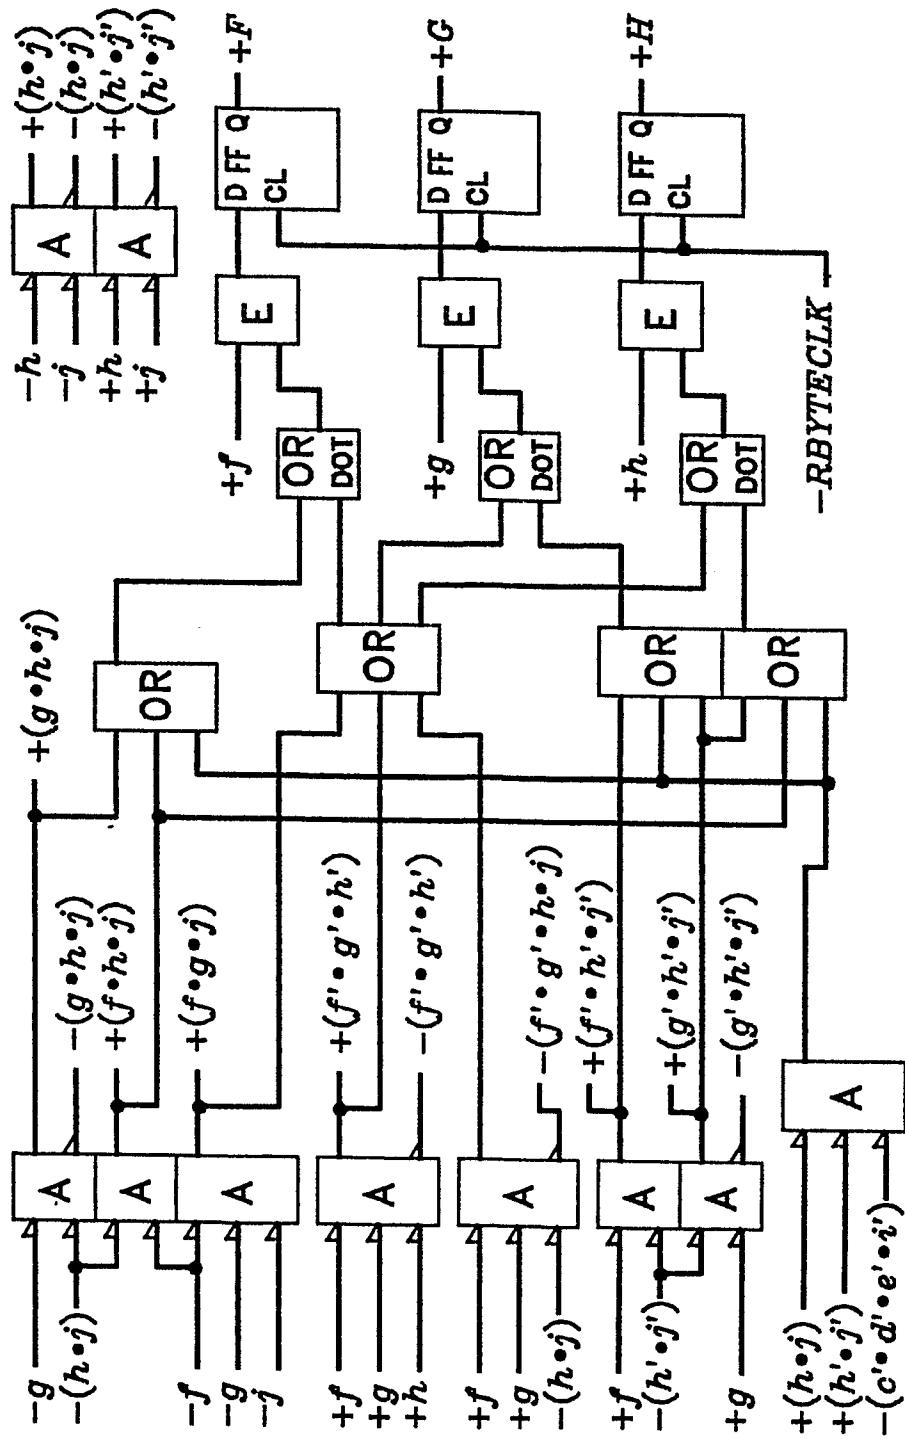 −g
−(h•j)
−f
−g
−j
+f
+g
+h
+f
+g
−(h•j)
+f
−(h'•j')
+g
+(h•j)
+(h'•j')
−(c'•d'•e'•i')
A
A
A
A
A
A
A
A
+(g•h•j)
−(g•h•j)
+(f•h•j)
+(f•g•j)
+(f'•g'•h')
−(f'•g'•h')
−(f'•g'•h•j)
+(f'•h'•j')
+(g'•h'•j')
−(g'•h'•j')
OR
OR
OR
OR
OR
DOT
OR
DOT
OR
DOT
+f
+g
+h
−RBYTECLK
E
E
E
D FF Q
CL
D FF Q
CL
D FF Q
CL
+F
+G
+H
−h
−j
+h
+j
A
A
+(h•j)
−(h•j)
+(h'•j')
−(h'•j')